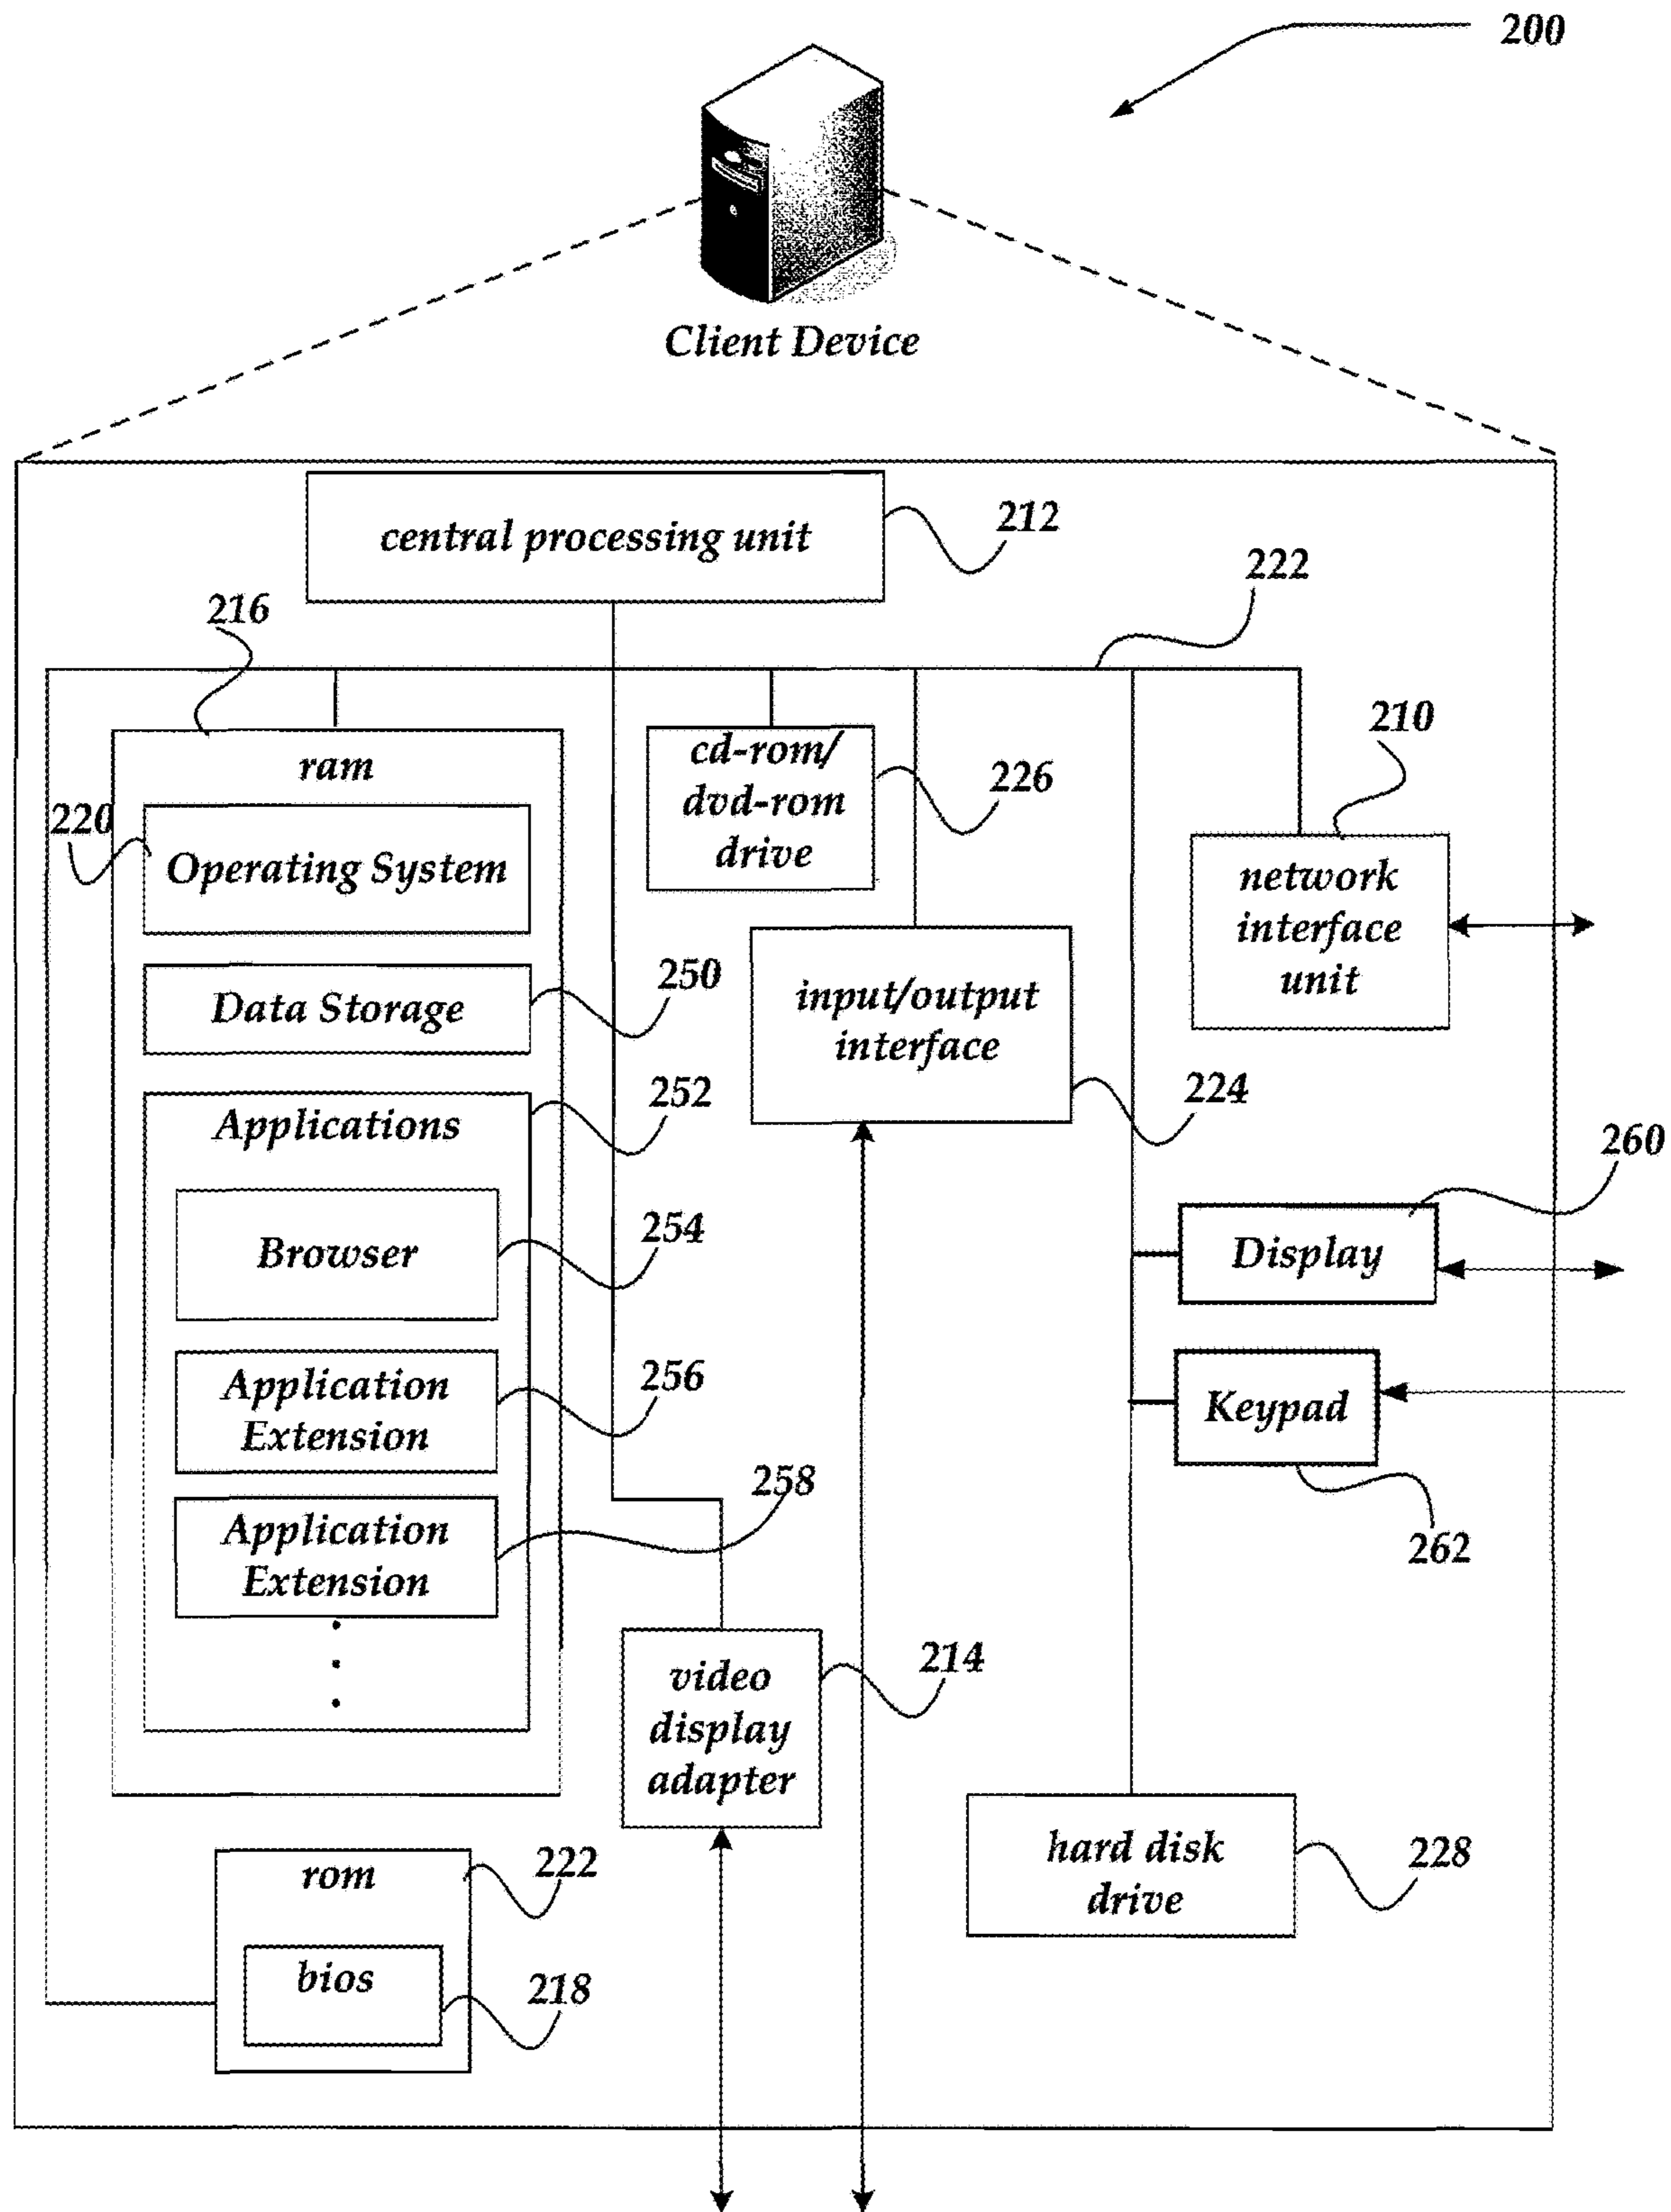 200
Client Device
central processing unit
212
222
216
210
ram
cd-rom/
dvd-rom
drive
226
220
Operating System
network
interface
unit
Data Storage
250
input/output
interface
224
Applications
252
260
Browser
254
Display
Application
Extension
256
Keypad
262
Application
Extension
258
video
display
adapter
214
hard disk
drive
228
rom
222
bios
218